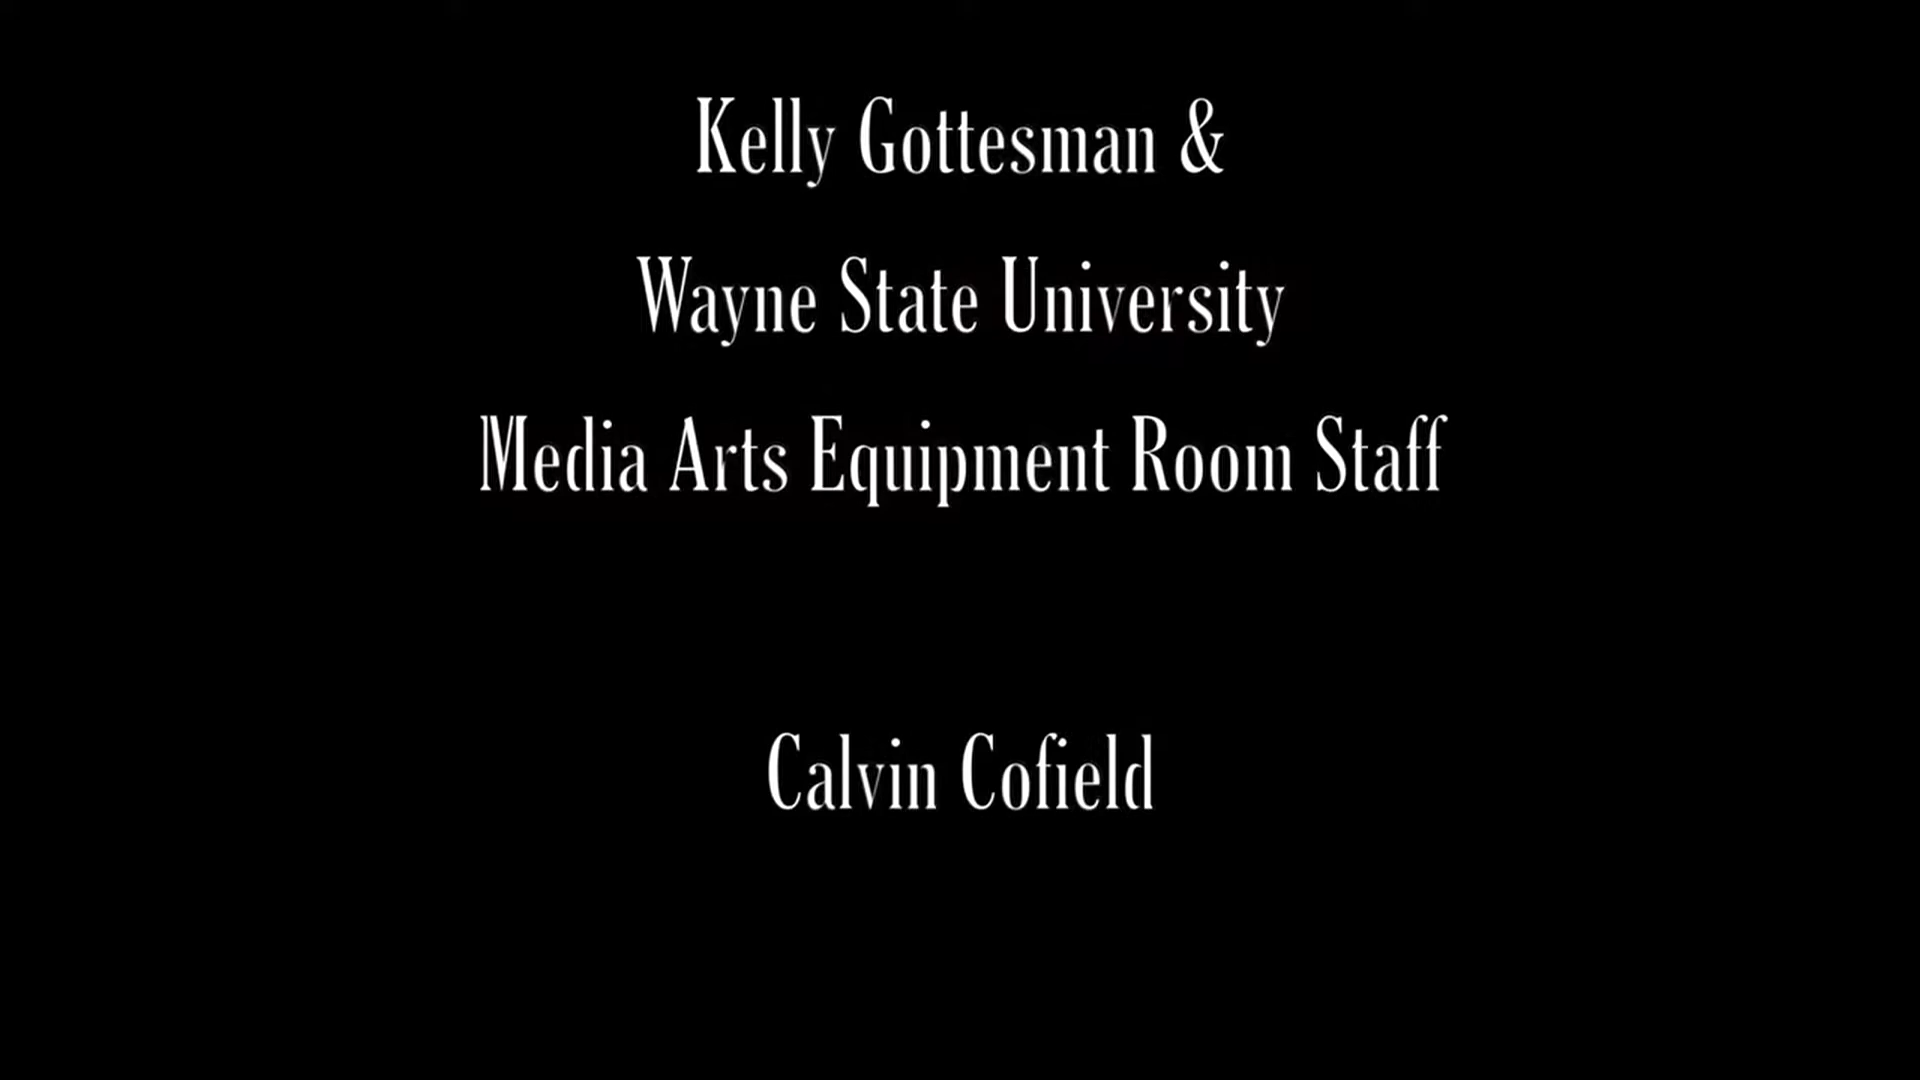 Kelly Gottesman &
Wayne State University
Media Arts Equipment Room Staff
Calvin Cofield